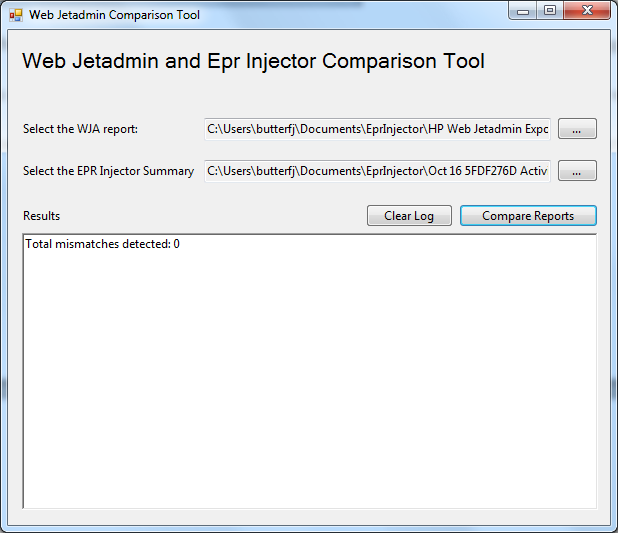 Web Jetadmin Comparison Tool
Web Jetadmin and Epr Injector Comparison Tool
Select the WJA report: C:\Users\butterfj\Documents\EprInjector\HP Web Jetadmin Expc ...
Select the EPR Injector Summary C:\Users\butterfj\Documents\EprInjector\Oct 16 5FDF276D Activ ...
Results Clear Log Compare Reports
Total mismatches detected: 0